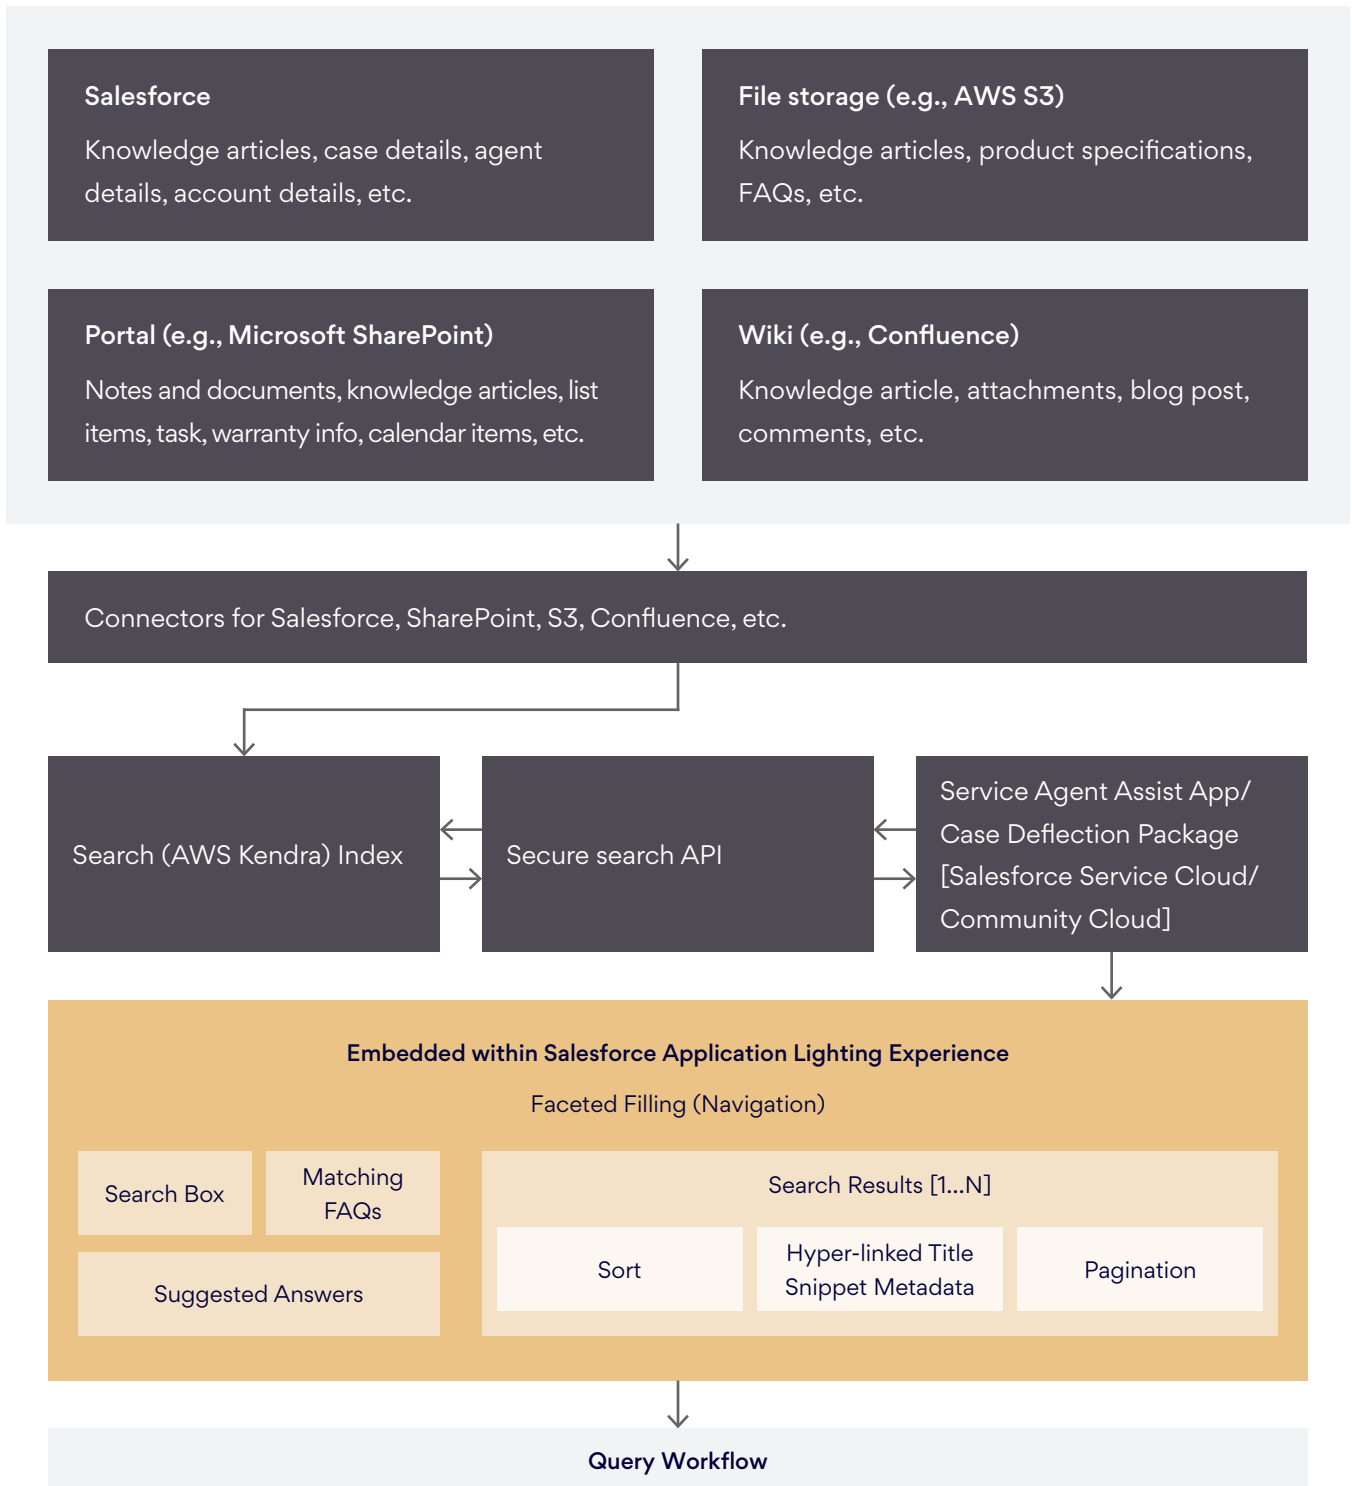 Salesforce
Knowledge articles, case details, agent
details, account details, etc.
File storage (e.g., AWS S3)
Knowledge articles, product specifications,
FAQs, etc.
Portal (e.g., Microsoft SharePoint)
Notes and documents, knowledge articles, list
items, task, warranty info, calendar items, etc.
Wiki (e.g., Confluence)
Knowledge article, attachments, blog post,
comments, etc.
Connectors for Salesforce, SharePoint, S3, Confluence, etc.
Search (AWS Kendra) Index
Secure search API
Service Agent Assist App/
Case Deflection Package
[Salesforce Service Cloud/
Community Cloud]
Embedded within Salesforce Application Lighting Experience
Faceted Filling (Navigation)
Search Box
Matching
FAQs
Suggested Answers
Search Results [1...N]
Sort
Hyper-linked Title
Snippet Metadata
Pagination
Query Workflow